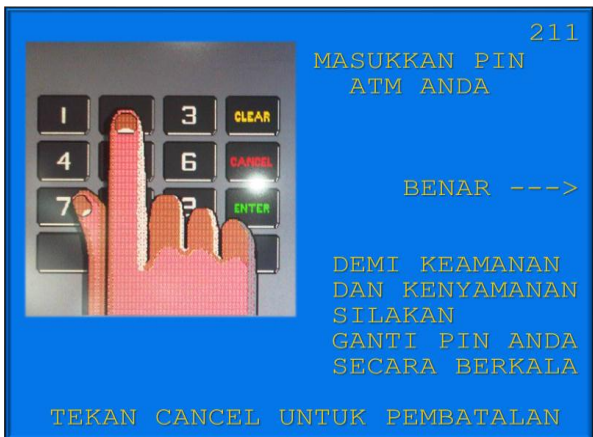 211
MASUKKAN PIN
ATM ANDA
1
3
CLEAR
4
6
CANCEL
7
ENTER
BENAR --->
DEMI KEAMANAN
DAN KENYAMANAN
SILAKAN
GANTI PIN ANDA
SECARA BERKALA
TEKAN CANCEL UNTUK PEMBATALAN